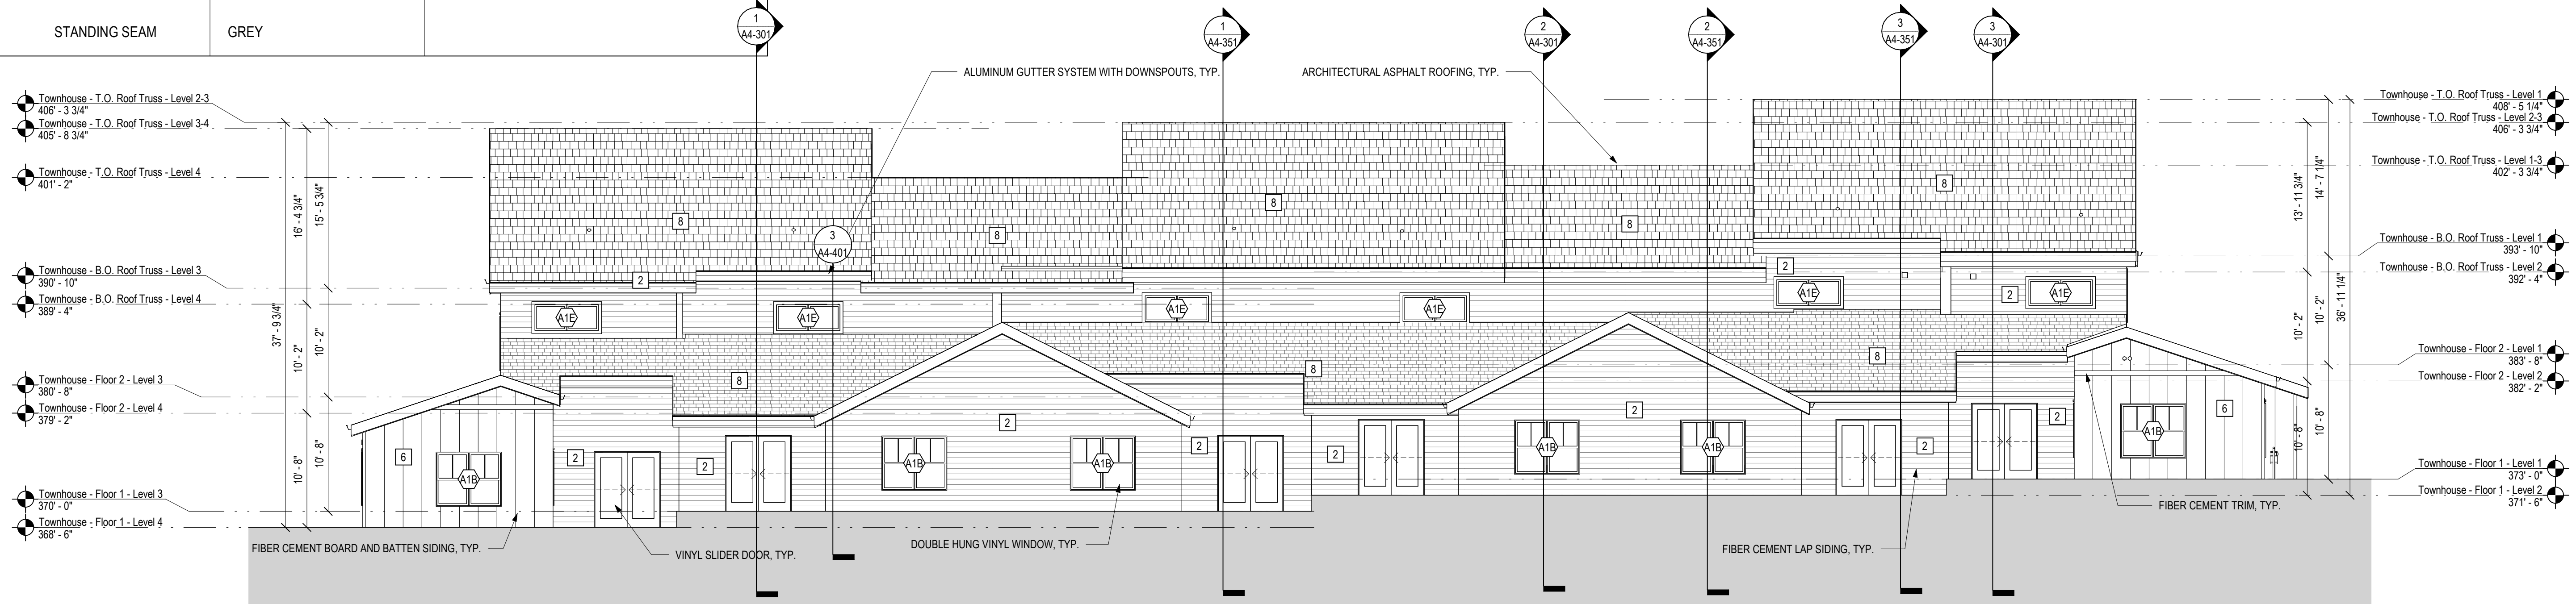 STANDING SEAM
GREY
1
A4-301
1
A4-351
2
A4-301
2
A4-351
3
A4-351
3
A4-301
ALUMINUM GUTTER SYSTEM WITH DOWNSPOUTS, TYP.
ARCHITECTURAL ASPHALT ROOFING, TYP.
Townhouse - T.O. Roof Truss - Level 2-3
406' - 3 3/4"
Townhouse - T.O. Roof Truss - Level 3-4
405' - 8 3/4"
Townhouse - T.O. Roof Truss - Level 4
401' - 2"
Townhouse - B.O. Roof Truss - Level 3
390' - 10"
Townhouse - B.O. Roof Truss - Level 4
389' - 4"
Townhouse - Floor 2 - Level 3
380' - 8"
Townhouse - Floor 2 - Level 4
379' - 2"
Townhouse - Floor 1 - Level 3
370' - 0"
Townhouse - Floor 1 - Level 4
368' - 6"
37' - 9 3/4"
16' - 4 3/4"
15' - 5 3/4"
10' - 2"
10' - 2"
10' - 8"
10' - 8"
8
8
8
8
8
3
A4-401
2
2
2
A1E
A1E
A1E
A1E
A1E
A1E
8
8
8
6
2
2
2
2
2
2
2
2
6
A1B
A1B
A1B
A1B
A1B
A1B
FIBER CEMENT BOARD AND BATTEN SIDING, TYP.
VINYL SLIDER DOOR, TYP.
DOUBLE HUNG VINYL WINDOW, TYP.
FIBER CEMENT LAP SIDING, TYP.
FIBER CEMENT TRIM, TYP.
13' - 11 3/4"
14' - 7 1/4"
10' - 2"
10' - 2"
36' - 11 1/4"
10' - 8"
10' - 8"
Townhouse - T.O. Roof Truss - Level 1
408' - 5 1/4"
Townhouse - T.O. Roof Truss - Level 2-3
406' - 3 3/4"
Townhouse - T.O. Roof Truss - Level 1-3
402' - 3 3/4"
Townhouse - B.O. Roof Truss - Level 1
393' - 10"
Townhouse - B.O. Roof Truss - Level 2
392' - 4"
Townhouse - Floor 2 - Level 1
383' - 8"
Townhouse - Floor 2 - Level 2
382' - 2"
Townhouse - Floor 1 - Level 1
373' - 0"
Townhouse - Floor 1 - Level 2
371' - 6"